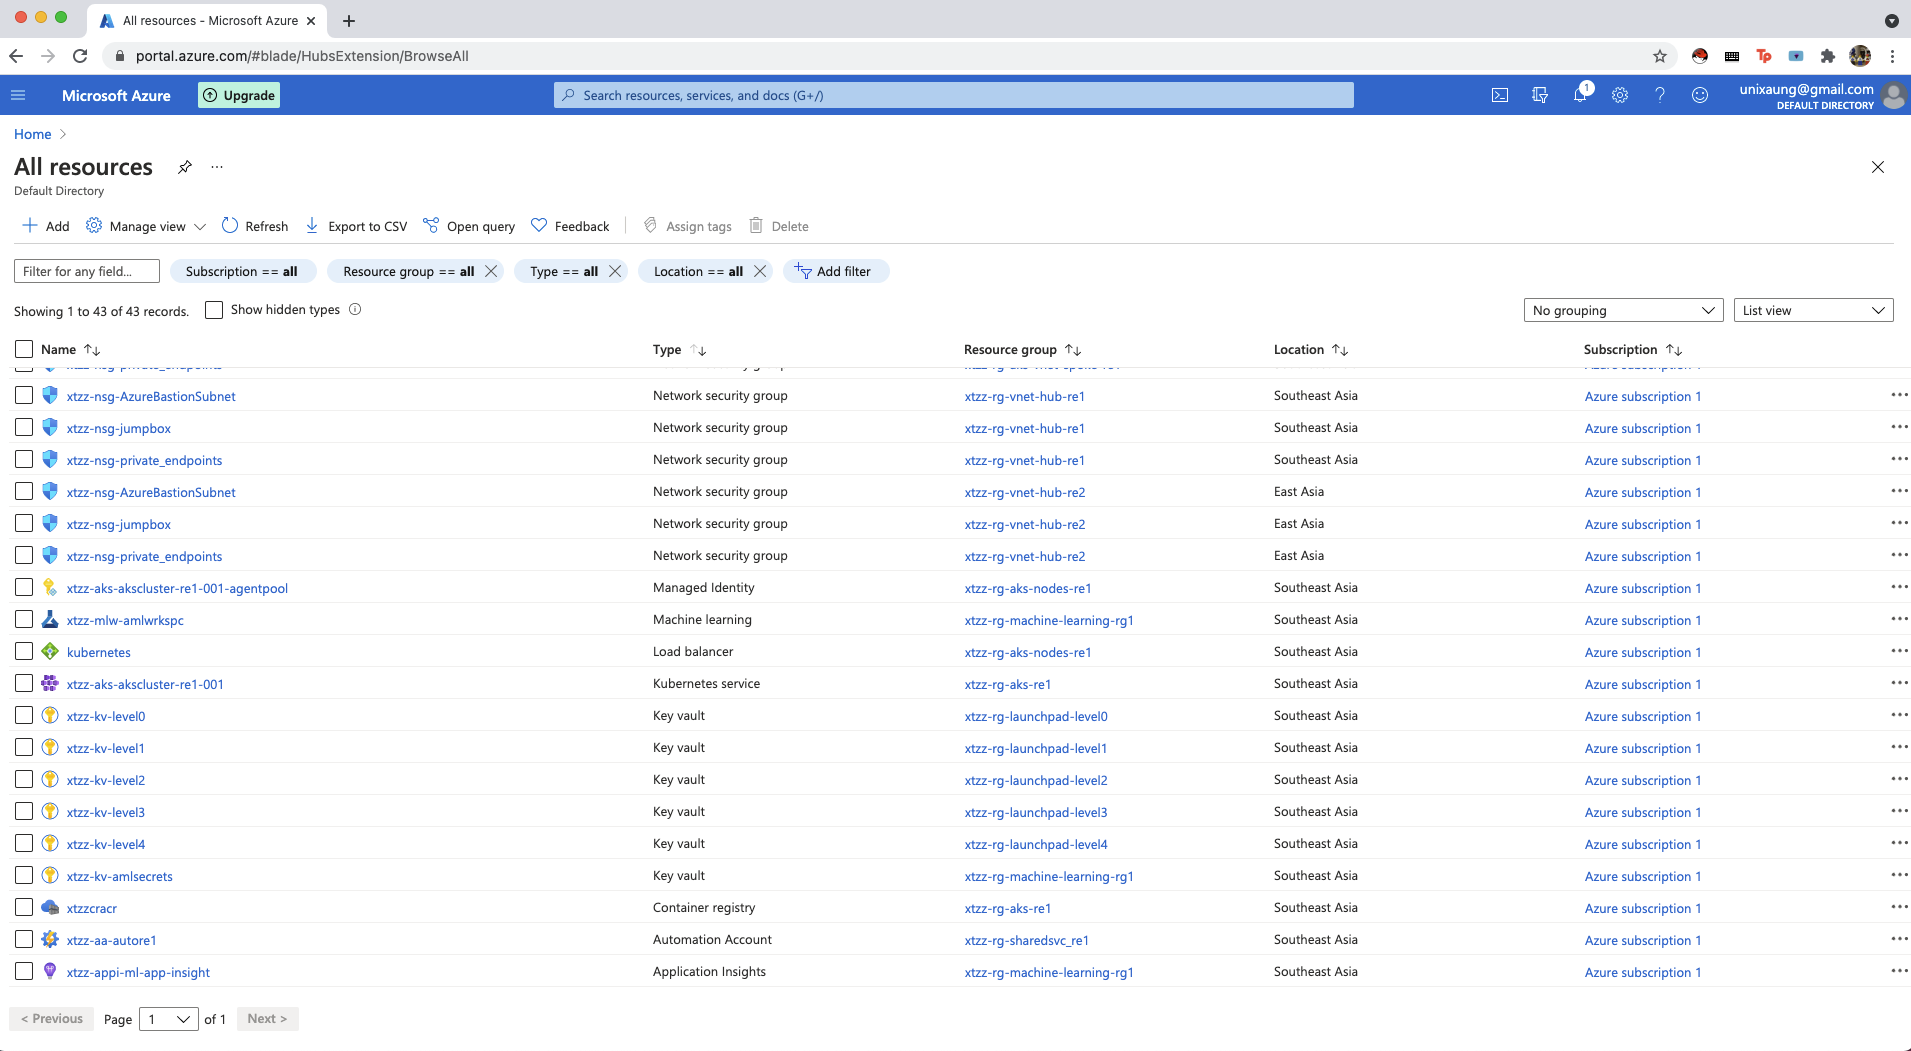 All resources - Microsoft Azure
portal.azure.com/#blade/HubsExtension/BrowseAll
Tp
Microsoft Azure Upgrade Search resources, services, and docs (G+/) 1 unixaung@gmail.com
DEFAULT DIRECTORY
Home
All resources
Default Directory
Add Manage view Refresh Export to CSV Open query Feedback Assign tags Delete
Filter for any field... Subscription == all Resource group == all Type == all Location == all Add filter
Showing 1 to 43 of 43 records. Show hidden types No grouping List view
Name Type Resource group Location Subscription
xtzz-nsg-AzureBastionSubnet Network security group xtzz-rg-vnet-hub-re1 Southeast Asia Azure subscription 1
xtzz-nsg-jumpbox Network security group xtzz-rg-vnet-hub-re1 Southeast Asia Azure subscription 1
xtzz-nsg-private_endpoints Network security group xtzz-rg-vnet-hub-re1 Southeast Asia Azure subscription 1
xtzz-nsg-AzureBastionSubnet Network security group xtzz-rg-vnet-hub-re2 East Asia Azure subscription 1
xtzz-nsg-jumpbox Network security group xtzz-rg-vnet-hub-re2 East Asia Azure subscription 1
xtzz-nsg-private_endpoints Network security group xtzz-rg-vnet-hub-re2 East Asia Azure subscription 1
xtzz-aks-akscluster-re1-001-agentpool Managed Identity xtzz-rg-aks-nodes-re1 Southeast Asia Azure subscription 1
xtzz-mlw-amlwrkspc Machine learning xtzz-rg-machine-learning-rg1 Southeast Asia Azure subscription 1
kubernetes Load balancer xtzz-rg-aks-nodes-re1 Southeast Asia Azure subscription 1
xtzz-aks-akscluster-re1-001 Kubernetes service xtzz-rg-aks-re1 Southeast Asia Azure subscription 1
xtzz-kv-level0 Key vault xtzz-rg-launchpad-level0 Southeast Asia Azure subscription 1
xtzz-kv-level1 Key vault xtzz-rg-launchpad-level1 Southeast Asia Azure subscription 1
xtzz-kv-level2 Key vault xtzz-rg-launchpad-level2 Southeast Asia Azure subscription 1
xtzz-kv-level3 Key vault xtzz-rg-launchpad-level3 Southeast Asia Azure subscription 1
xtzz-kv-level4 Key vault xtzz-rg-launchpad-level4 Southeast Asia Azure subscription 1
xtzz-kv-amlsecrets Key vault xtzz-rg-machine-learning-rg1 Southeast Asia Azure subscription 1
xtzzcracr Container registry xtzz-rg-aks-re1 Southeast Asia Azure subscription 1
xtzz-aa-autore1 Automation Account xtzz-rg-sharedsvc_re1 Southeast Asia Azure subscription 1
xtzz-appi-ml-app-insight Application Insights xtzz-rg-machine-learning-rg1 Southeast Asia Azure subscription 1
< Previous Page 1 of 1 Next >